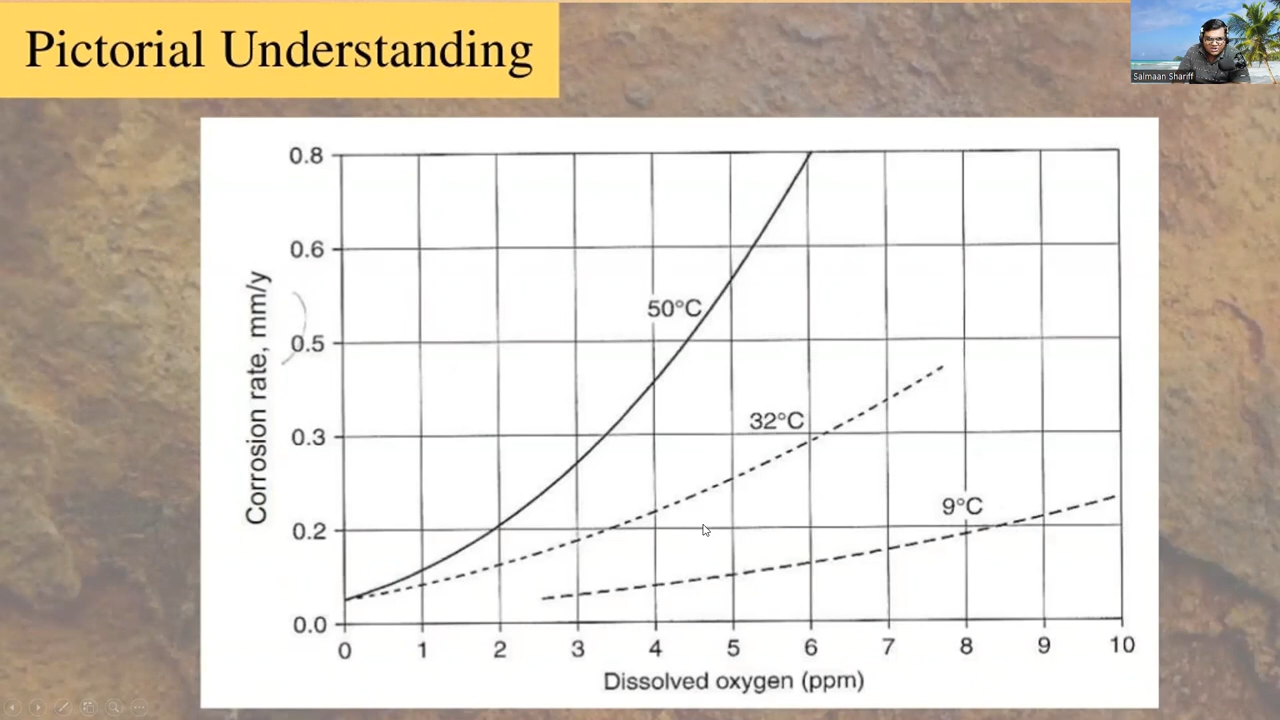 Pictorial Understanding
Salmaan Shariff
0.8
0.6
0.5
0.3
0.2
0.0
Corrosion rate, mm/y
50°C
32°C
9°C
0 1 2 3 4 5 6 7 8 9 10
Dissolved oxygen (ppm)